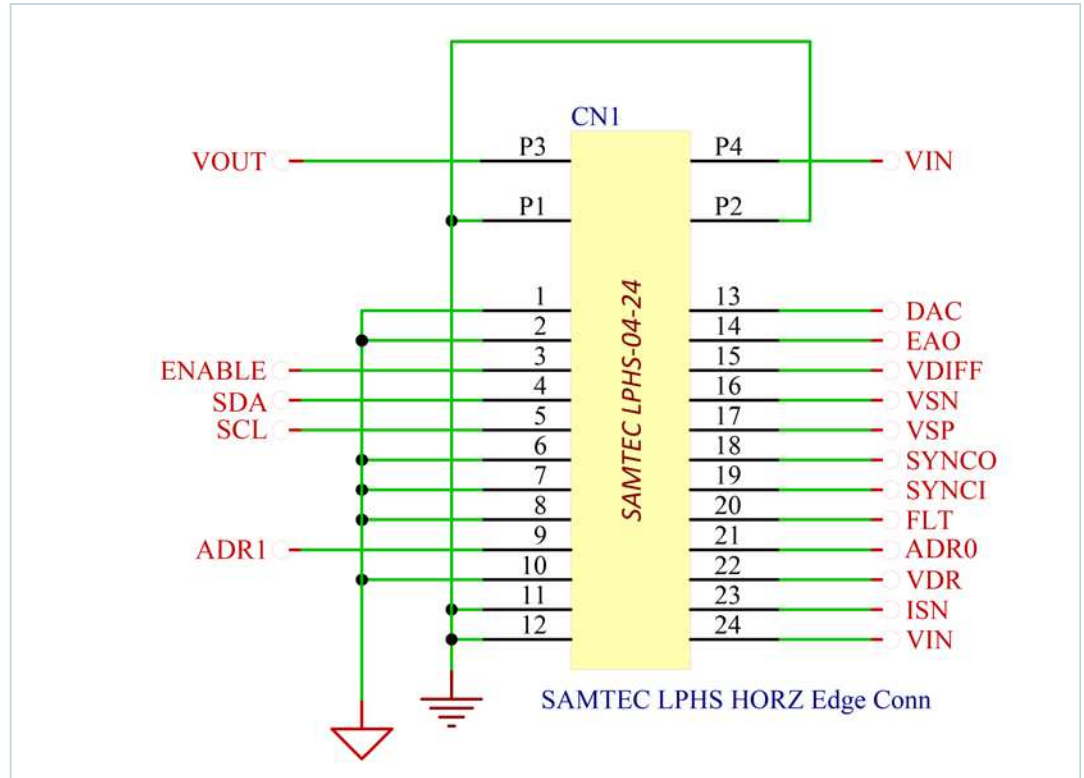 CN1
VOUT P3 P4 VIN
P1 P2
1 13 DAC
2 14 EAO
ENABLE 3 15 VDIFF
SDA 4 16 VSN
SCL 5 17 VSP
6 18 SYNCO
7 19 SYNCI
8 20 FLT
ADR1 9 21 ADR0
10 22 VDR
11 23 ISN
12 24 VIN
SAMTEC LPHS-04-24
SAMTEC LPHS HORZ Edge Conn